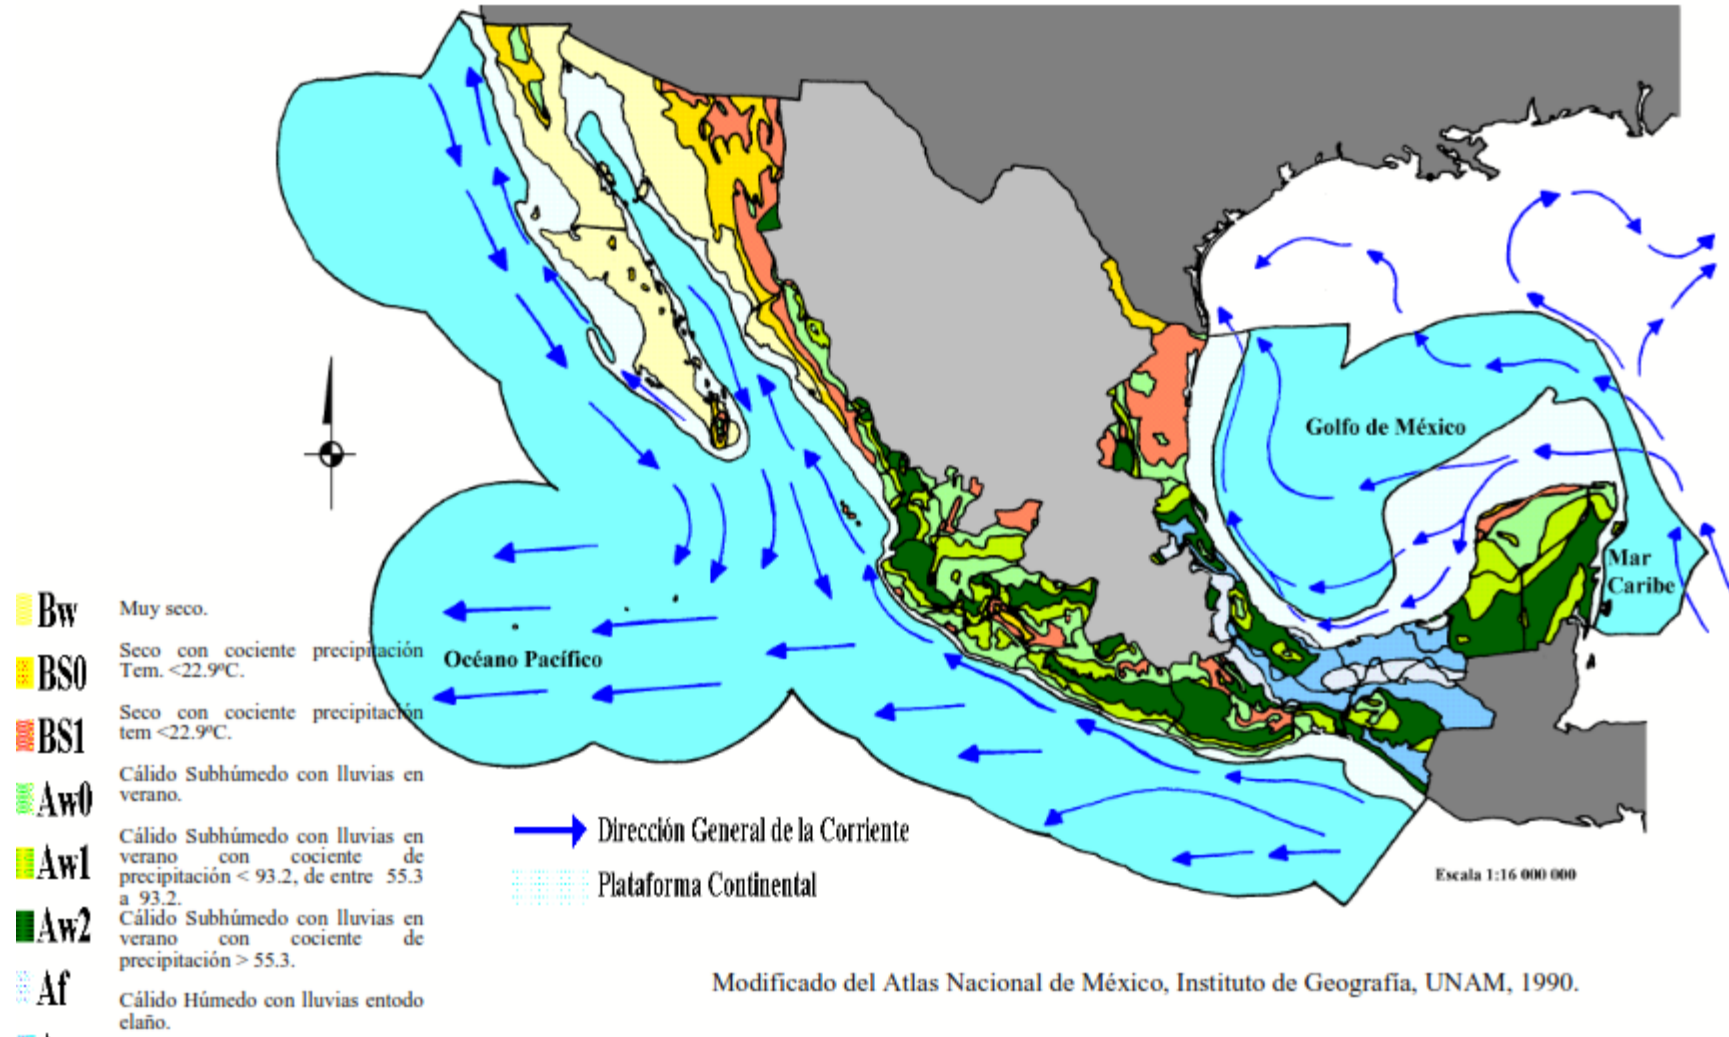 Golfo de México
Mar
Caribe
Océano Pacífico
Bw Muy seco.
BS0 Seco con cociente precipitación
Tem. <22.9ºC.
BS1 Seco con cociente precipitación
tem <22.9ºC.
Aw0 Cálido Subhúmedo con lluvias en
verano.
Aw1 Cálido Subhúmedo con lluvias en
verano con cociente de
precipitación < 93.2, de entre 55.3
a 93.2.
Aw2 Cálido Subhúmedo con lluvias en
verano con cociente de
precipitación > 55.3.
Af Cálido Húmedo con lluvias entodo
elaño.
Dirección General de la Corriente
Plataforma Continental
Escala 1:16 000 000
Modificado del Atlas Nacional de México, Instituto de Geografía, UNAM, 1990.